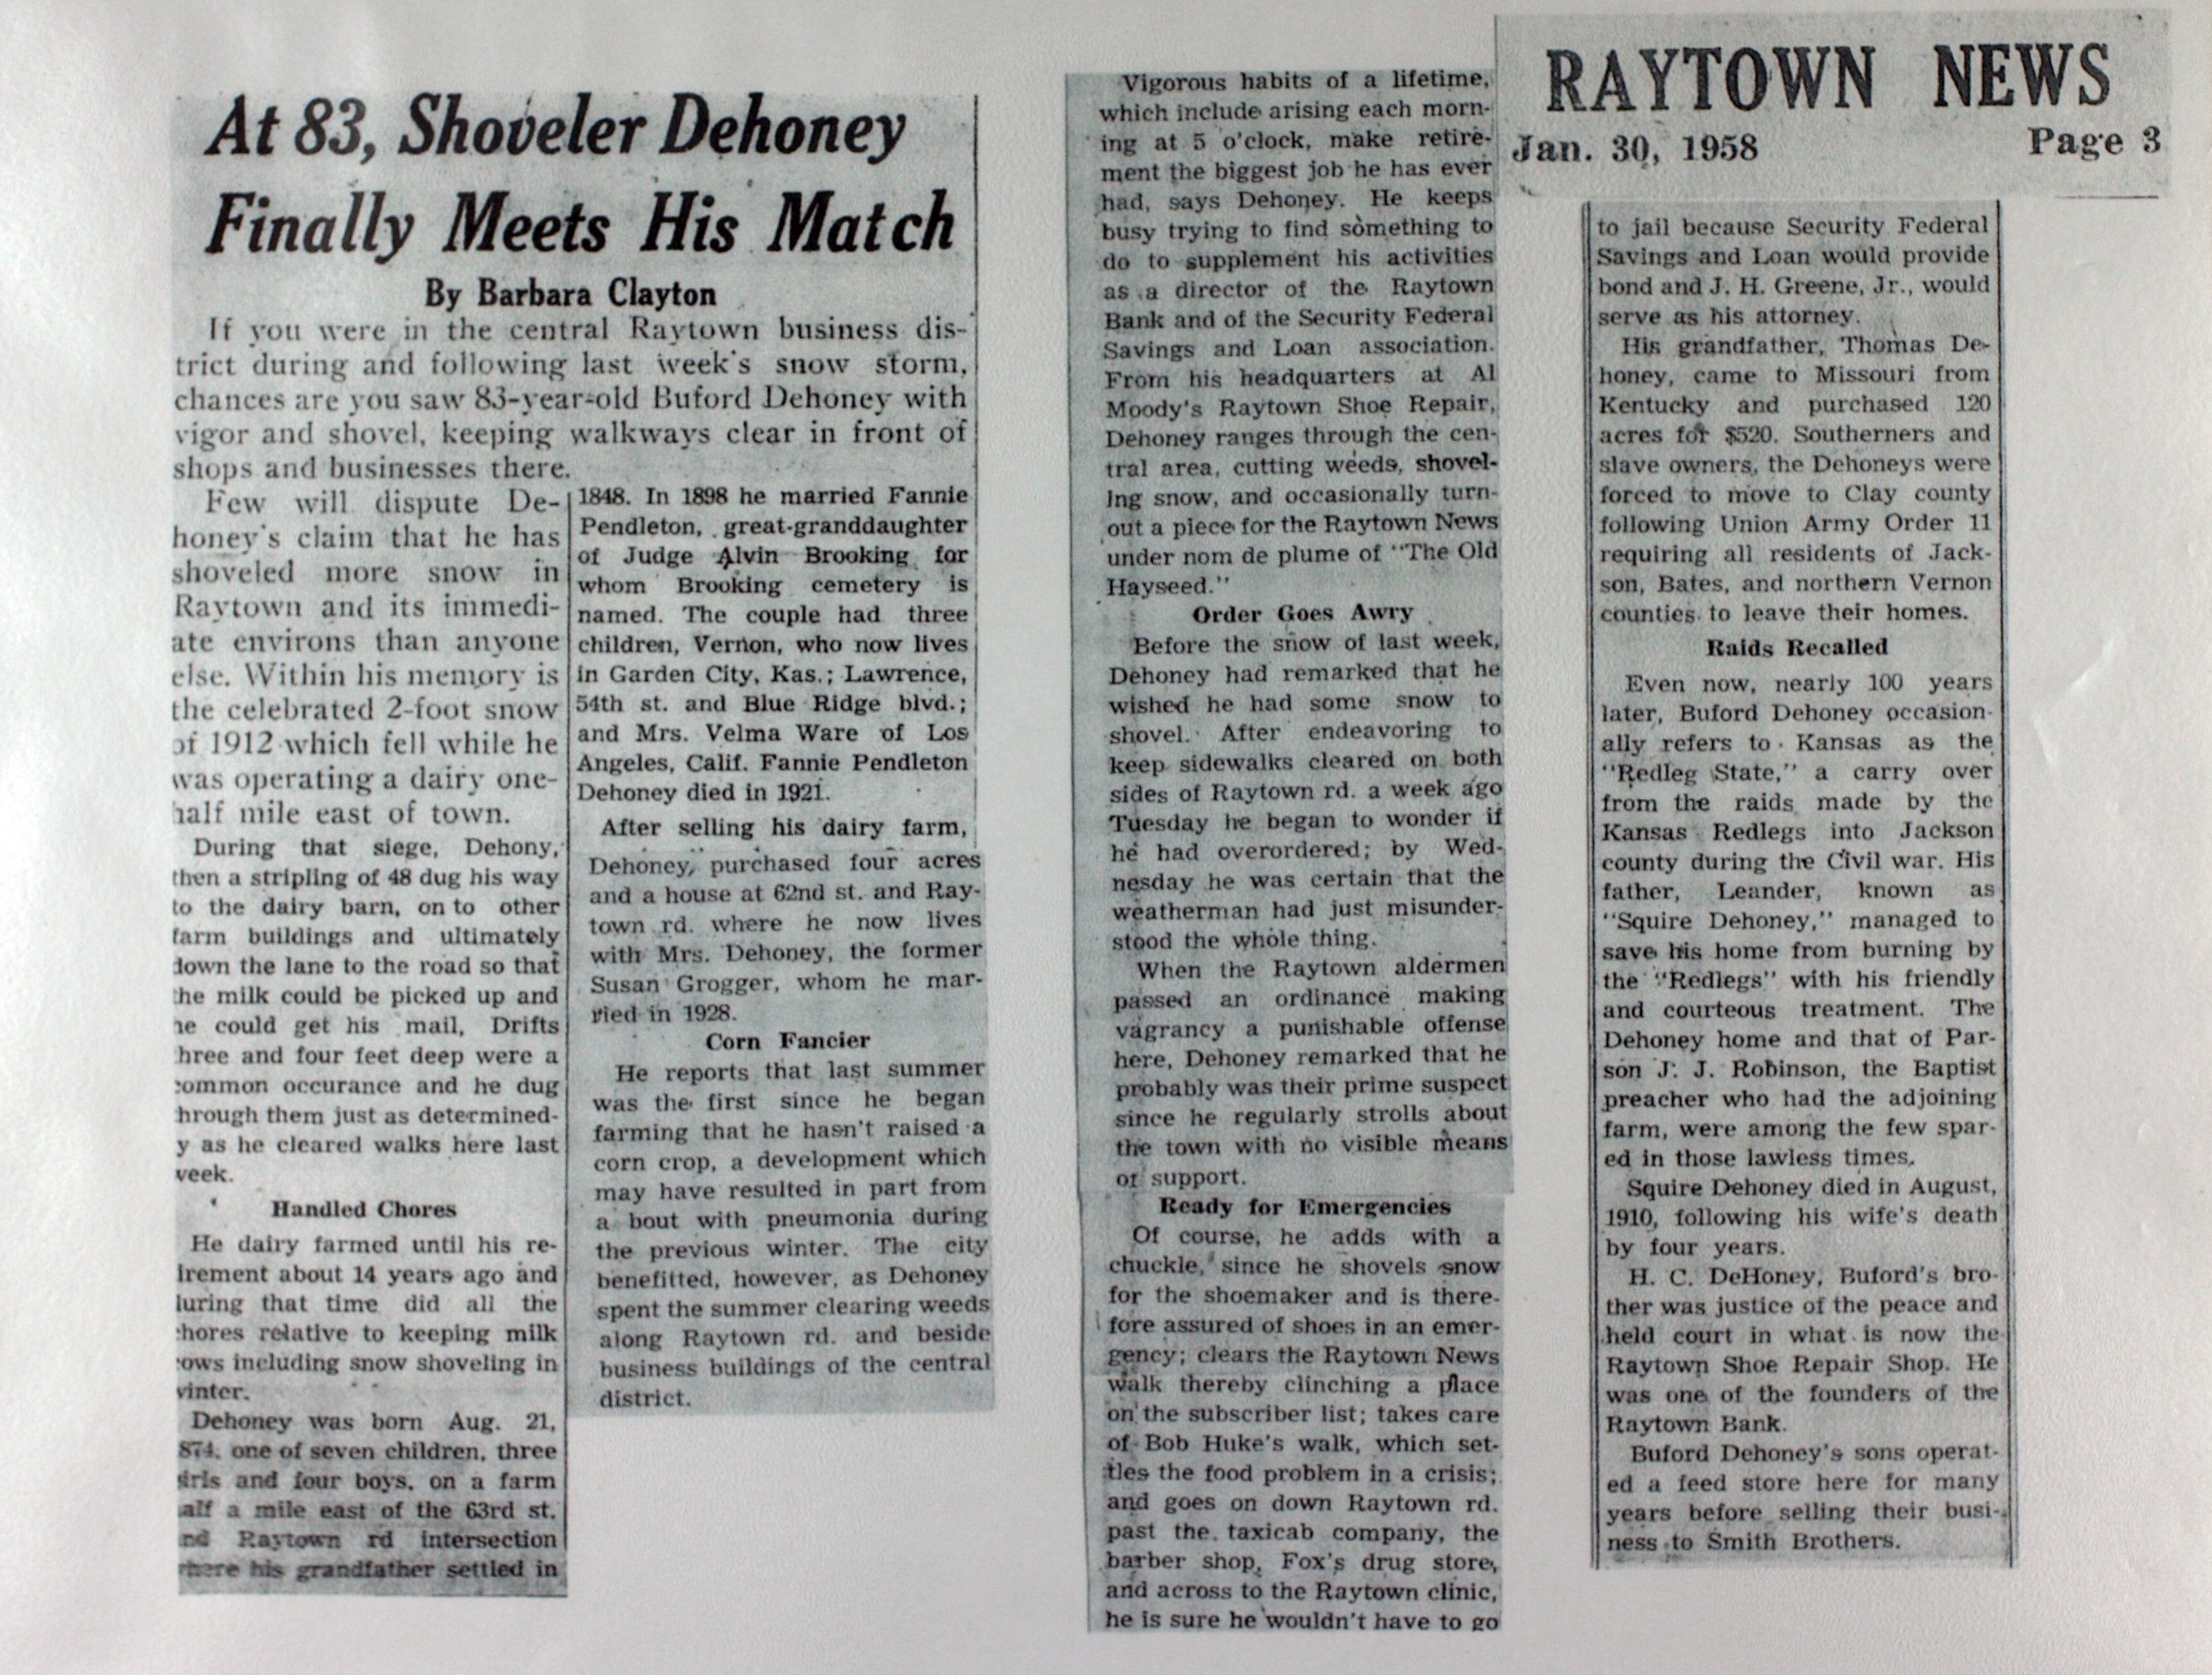 RAYTOWN NEWS
Jan. 30, 1958 Page 3
At 83, Shoveler Dehoney
Finally Meets His Match
By Barbara Clayton
If you were in the central Raytown business dis-
trict during and following last week's snow storm,
chances are you saw 83-year-old Buford Dehoney with
vigor and shovel, keeping walkways clear in front of
shops and businesses there.
Few will dispute De-
honey's claim that he has
shoveled more snow in
Raytown and its immedi-
ate environs than anyone
else. Within his memory is
the celebrated 2-foot snow
of 1912 which fell while he
was operating a dairy one-
half mile east of town.
During that siege, Dehony,
then a stripling of 48 dug his way
to the dairy barn, on to other
farm buildings and ultimately
down the lane to the road so that
he milk could be picked up and
he could get his mail, Drifts
hree and four feet deep were a
common occurance and he dug
hrough them just as determined-
y as he cleared walks here last
week.
Handled Chores
He dairy farmed until his re-
irement about 14 years ago and
during that time did all the
chores relative to keeping milk
cows including snow shoveling in
winter.
Dehoney was born Aug. 21,
874, one of seven children, three
girls and four boys, on a farm
half a mile east of the 63rd st.
nd Raytown rd intersection
where his grandfather settled in
1848. In 1898 he married Fannie
Pendleton, great-granddaughter
of Judge Alvin Brooking for
whom Brooking cemetery is
named. The couple had three
children, Vernon, who now lives
in Garden City, Kas.; Lawrence,
54th st. and Blue Ridge blvd.;
and Mrs. Velma Ware of Los
Angeles, Calif. Fannie Pendleton
Dehoney died in 1921.
After selling his dairy farm,
Dehoney, purchased four acres
and a house at 62nd st. and Ray-
town rd. where he now lives
with Mrs. Dehoney, the former
Susan Grogger, whom he mar-
ried in 1928.
Corn Fancier
He reports that last summer
was the first since he began
farming that he hasn't raised a
corn crop, a development which
may have resulted in part from
a bout with pneumonia during
the previous winter. The city
benefitted, however, as Dehoney
spent the summer clearing weeds
along Raytown rd. and beside
business buildings of the central
district.
Vigorous habits of a lifetime,
which include arising each morn-
ing at 5 o'clock, make retire-
ment the biggest job he has ever
had, says Dehoney. He keeps
busy trying to find something to
do to supplement his activities
as a director of the Raytown
Bank and of the Security Federal
Savings and Loan association.
From his headquarters at Al
Moody's Raytown Shoe Repair,
Dehoney ranges through the cen-
tral area, cutting weeds, shovel-
ing snow, and occasionally turn-
out a piece for the Raytown News
under nom de plume of "The Old
Hayseed."
Order Goes Awry
Before the snow of last week,
Dehoney had remarked that he
wished he had some snow to
shovel. After endeavoring to
keep sidewalks cleared on both
sides of Raytown rd. a week ago
Tuesday he began to wonder if
he had overordered; by Wed-
nesday he was certain that the
weatherman had just misunder-
stood the whole thing.
When the Raytown aldermen
passed an ordinance making
vagrancy a punishable offense
here, Dehoney remarked that he
probably was their prime suspect
since he regularly strolls about
the town with no visible means
of support.
Ready for Emergencies
Of course, he adds with a
chuckle, since he shovels snow
for the shoemaker and is there-
fore assured of shoes in an emer-
gency; clears the Raytown News
walk thereby clinching a place
on the subscriber list; takes care
of Bob Huke's walk, which set-
tles the food problem in a crisis;
and goes on down Raytown rd.
past the taxicab company, the
barber shop, Fox's drug store,
and across to the Raytown clinic,
he is sure he wouldn't have to go
to jail because Security Federal
Savings and Loan would provide
bond and J. H. Greene, Jr., would
serve as his attorney.
His grandfather, Thomas De-
honey, came to Missouri from
Kentucky and purchased 120
acres for $520. Southerners and
slave owners, the Dehoneys were
forced to move to Clay county
following Union Army Order 11
requiring all residents of Jack-
son, Bates, and northern Vernon
counties to leave their homes.
Raids Recalled
Even now, nearly 100 years
later, Buford Dehoney occasion-
ally refers to Kansas as the
"Redleg State," a carry over
from the raids made by the
Kansas Redlegs into Jackson
county during the Civil war. His
father, Leander, known as
"Squire Dehoney," managed to
save his home from burning by
the "Redlegs" with his friendly
and courteous treatment. The
Dehoney home and that of Par-
son J. J. Robinson, the Baptist
preacher who had the adjoining
farm, were among the few spar-
ed in those lawless times.
Squire Dehoney died in August,
1910, following his wife's death
by four years.
H. C. DeHoney, Buford's bro-
ther was justice of the peace and
held court in what is now the
Raytown Shoe Repair Shop. He
was one of the founders of the
Raytown Bank.
Buford Dehoney's sons operat-
ed a feed store here for many
years before selling their busi-
ness to Smith Brothers.